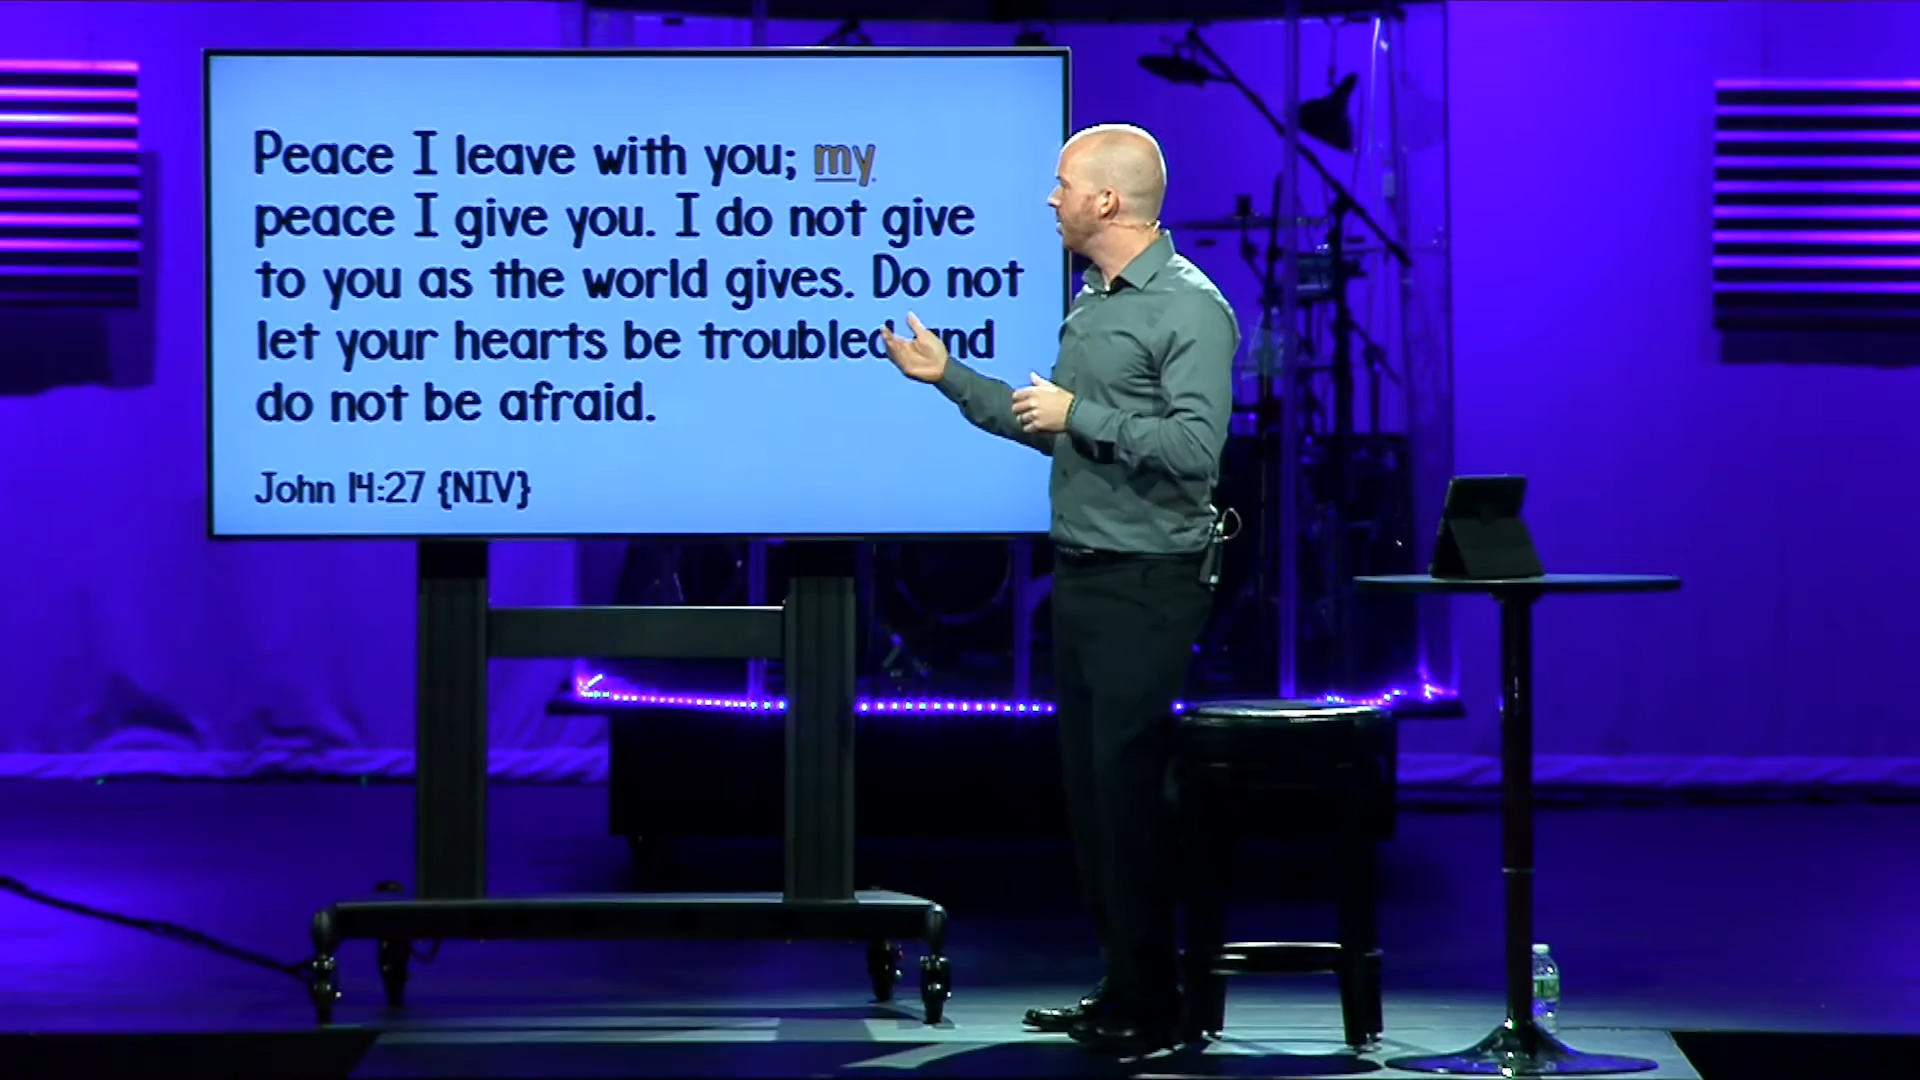 Peace I leave with you; my
peace I give you. I do not give
to you as the world gives. Do not
let your hearts be troubled and
do not be afraid.
John 14:27 {NIV}